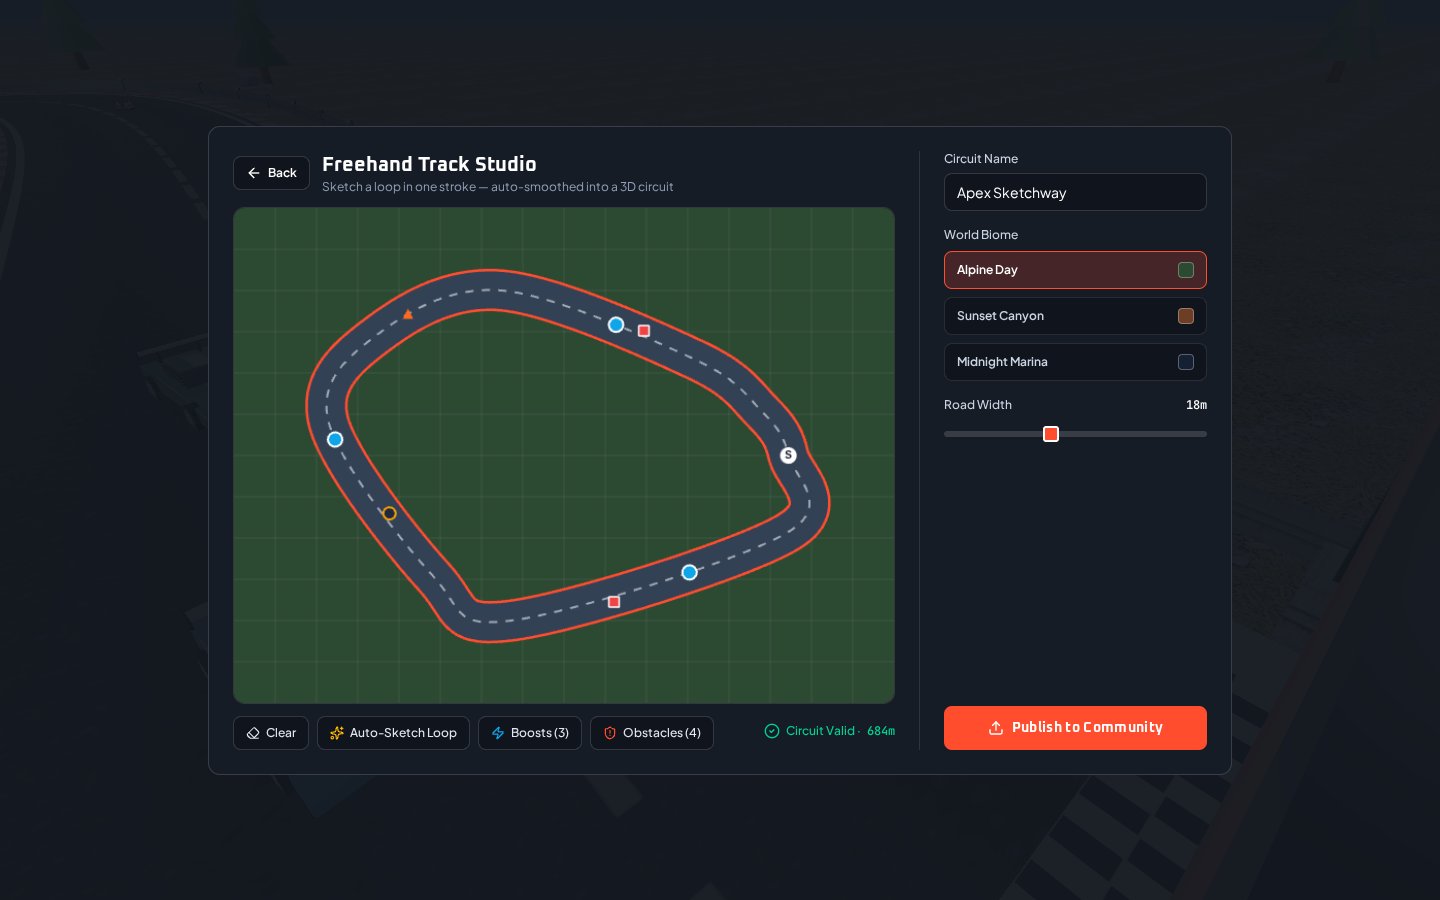 Back
Freehand Track Studio
Sketch a loop in one stroke — auto-smoothed into a 3D circuit
S
Clear
Auto-Sketch Loop
Boosts (3)
Obstacles (4)
Circuit Valid · 684m
Circuit Name
Apex Sketchway
World Biome
Alpine Day
Sunset Canyon
Midnight Marina
Road Width
18m
Publish to Community